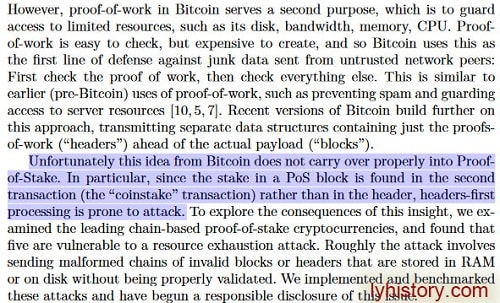 However, proof-of-work in Bitcoin serves a second purpose, which is to guard
access to limited resources, such as its disk, bandwidth, memory, CPU. Proof-
of-work is easy to check, but expensive to create, and so Bitcoin uses this as
the first line of defense against junk data sent from untrusted network peers:
First check the proof of work, then check everything else. This is similar to
earlier (pre-Bitcoin) uses of proof-of-work, such as preventing spam and guarding
access to server resources [10,5,7]. Recent versions of Bitcoin build further on
this approach, transmitting separate data structures containing just the proofs-
of-work (“headers”) ahead of the actual payload (“blocks”).
Unfortunately this idea from Bitcoin does not carry over properly into Proof-
of-Stake. In particular, since the stake in a PoS block is found in the second
transaction (the “coinstake” transaction) rather than in the header, headers-first
processing is prone to attack. To explore the consequences of this insight, we ex-
amined the leading chain-based proof-of-stake cryptocurrencies, and found that
five are vulnerable to a resource exhaustion attack. Roughly the attack involves
sending malformed chains of invalid blocks or headers that are stored in RAM
or on disk without being properly validated. We implemented and benchmarked
these attacks and have begun a responsible disclosure of this issue.
lyhistory.com